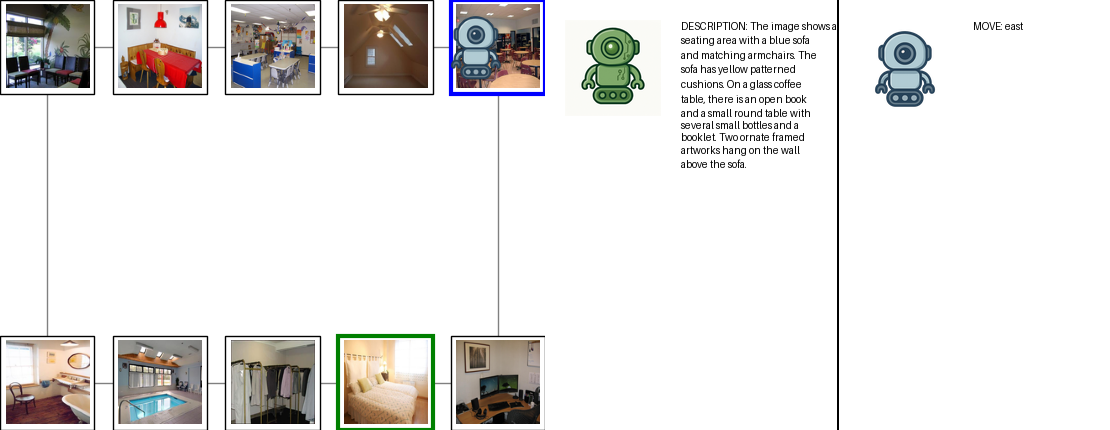 DESCRIPTION: The image shows a
seating area with a blue sofa
and matching armchairs. The
sofa has yellow patterned
cushions. On a glass coffee
table, there is an open book
and a small round table with
several small bottles and a
booklet. Two ornate framed
artworks hang on the wall
above the sofa.
MOVE: east